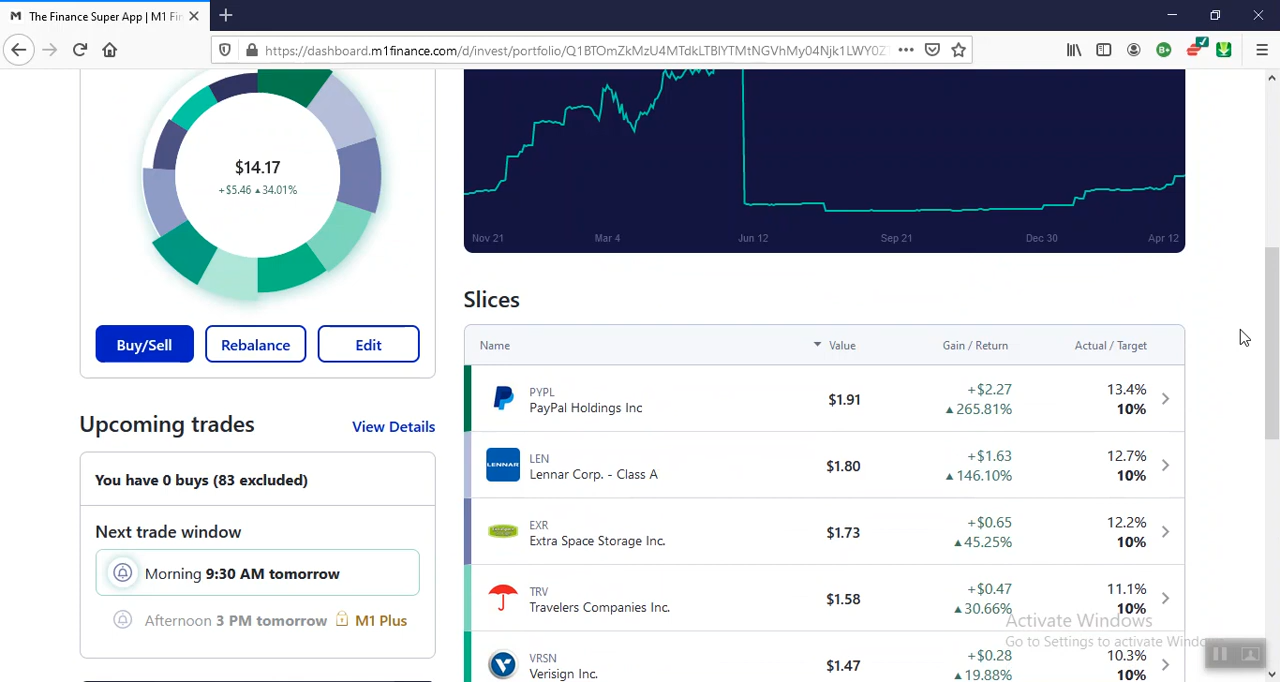 The Finance Super App | M1 Fin
https://dashboard.m1finance.com/d/invest/portfolio/Q1BTOmZkMzU4MTdkLTBlYTMtNGVhMy04Njk1LWY0Z
$14.17
+$5.46 ▲34.01%
Buy/Sell
Rebalance
Edit
Upcoming trades
View Details
You have 0 buys (83 excluded)
Next trade window
Morning 9:30 AM tomorrow
Afternoon 3 PM tomorrow M1 Plus
Nov 21 Mar 4 Jun 12 Sep 21 Dec 30 Apr 12
Slices
Name Value Gain / Return Actual / Target
PYPL
PayPal Holdings Inc
$1.91
+$2.27
▲265.81%
13.4%
10%
LENNAR
LEN
Lennar Corp. - Class A
$1.80
+$1.63
▲146.10%
12.7%
10%
EXR
Extra Space Storage Inc.
$1.73
+$0.65
▲45.25%
12.2%
10%
TRV
Travelers Companies Inc.
$1.58
+$0.47
▲30.66%
11.1%
10%
VRSN
Verisign Inc.
$1.47
+$0.28
▲19.88%
10.3%
10%
Activate Windows
Go to Settings to activate Windows